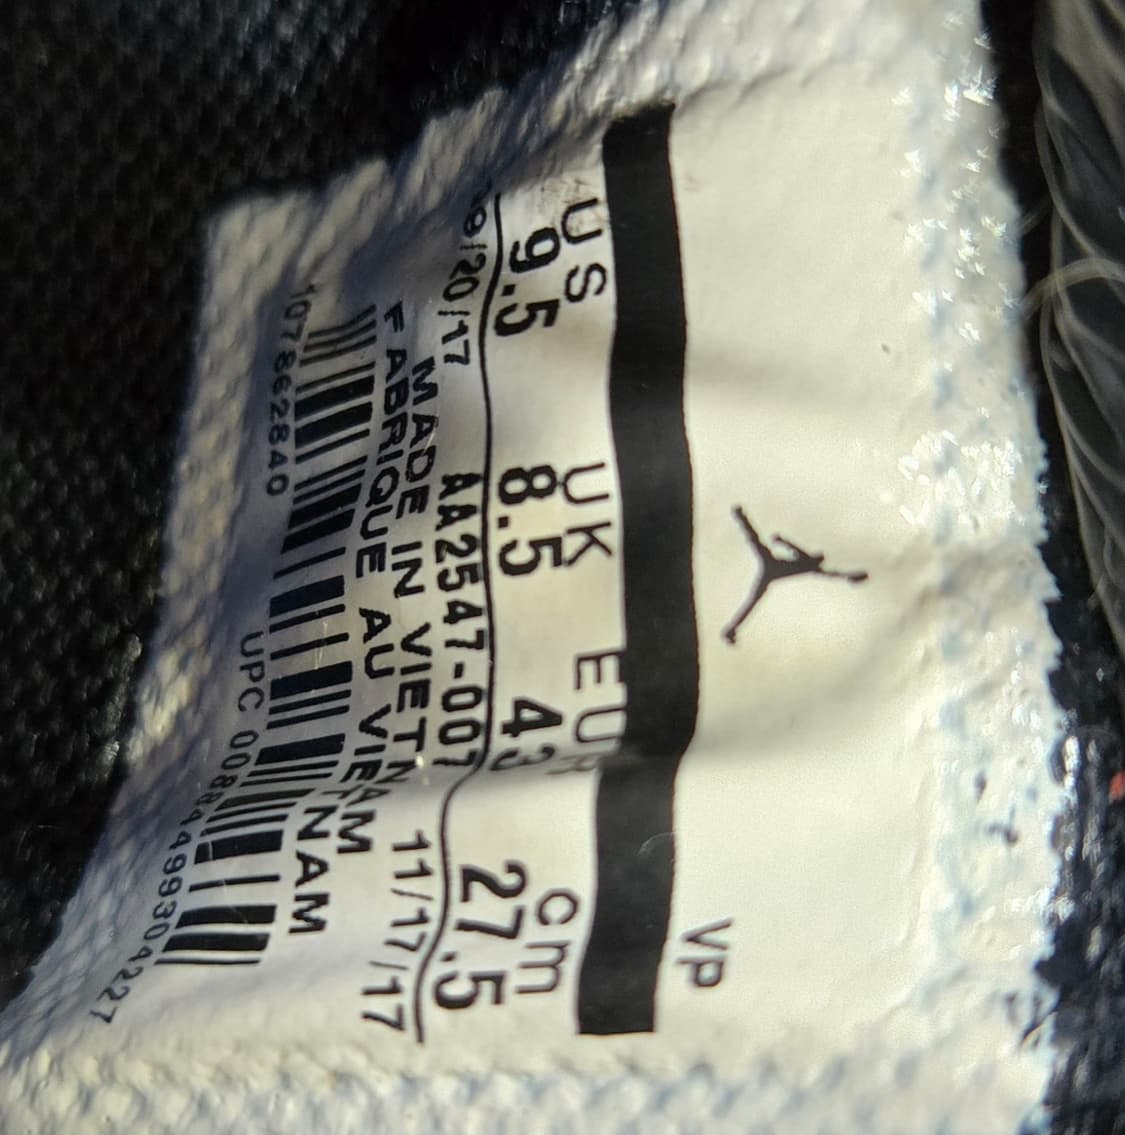 VP
US UK EUR cm
9.5 8.5 43 27.5
09/20/17 AA2547-007 11/17/17
MADE IN VIETNAM
FABRIQUE AU VIETNAM
107862840 UPC 00884499304227